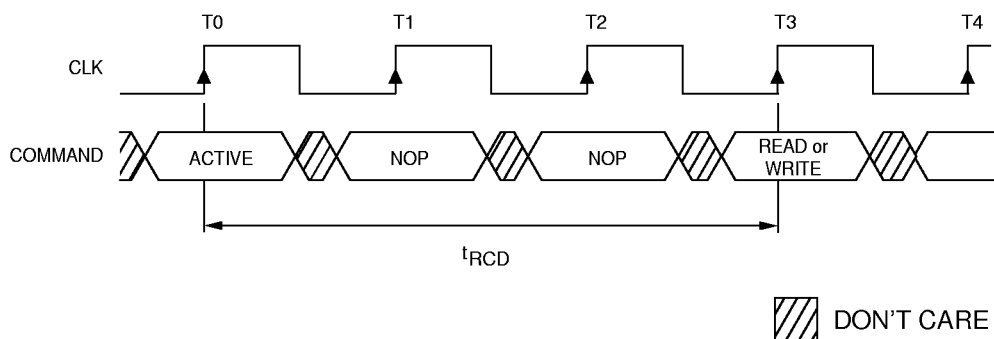 T0 T1 T2 T3 T4
CLK
COMMAND ACTIVE NOP NOP READ or
WRITE
tRCD
DON'T CARE